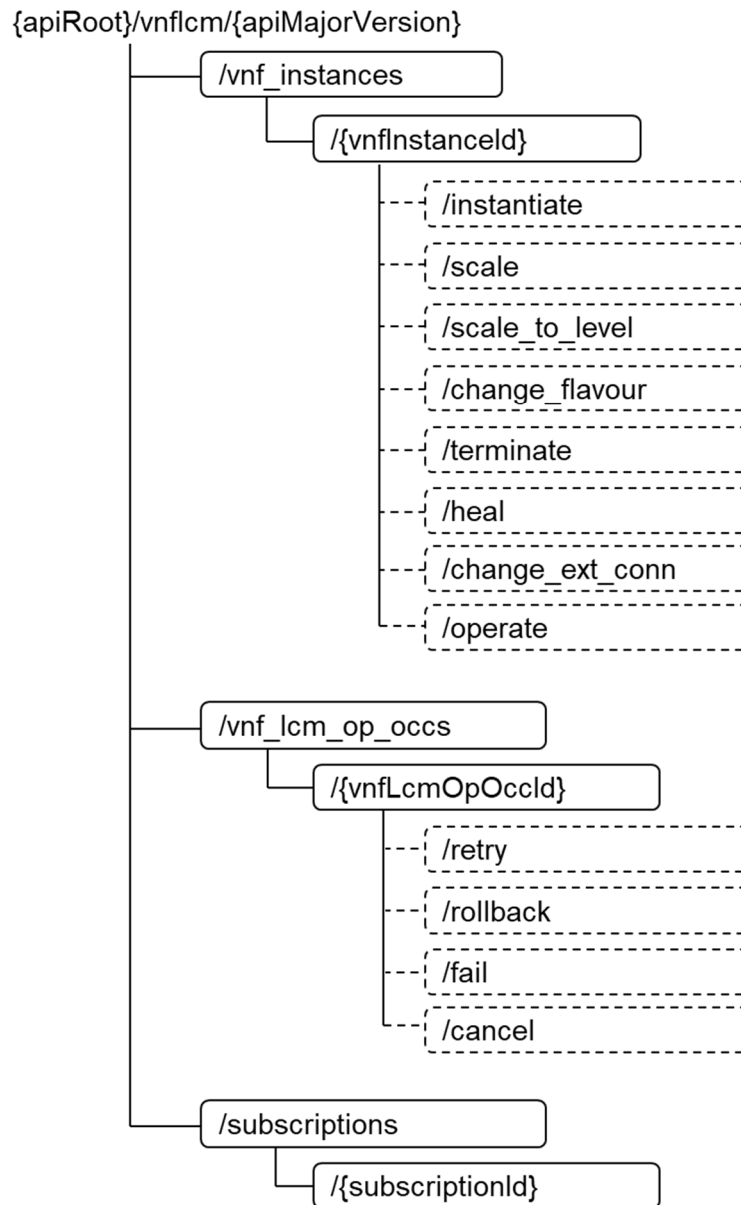 {apiRoot}/vnflcm/{apiMajorVersion}
/vnf_instances
/{vnfInstanceId}
/instantiate
/scale
/scale_to_level
/change_flavour
/terminate
/heal
/change_ext_conn
/operate
/vnf_lcm_op_occs
/{vnfLcmOpOccId}
/retry
/rollback
/fail
/cancel
/subscriptions
/{subscriptionId}